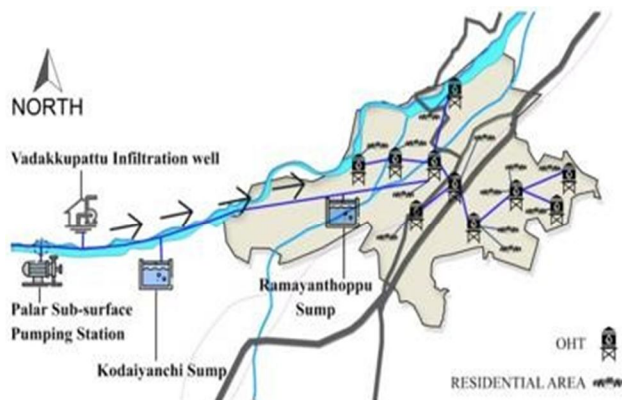 NORTH
Vadakkupattu Infiltration well
Palar Sub-surface
Pumping Station
Kodaiyanchi Sump
Ramayanthoppu
Sump
OHT
RESIDENTIAL AREA